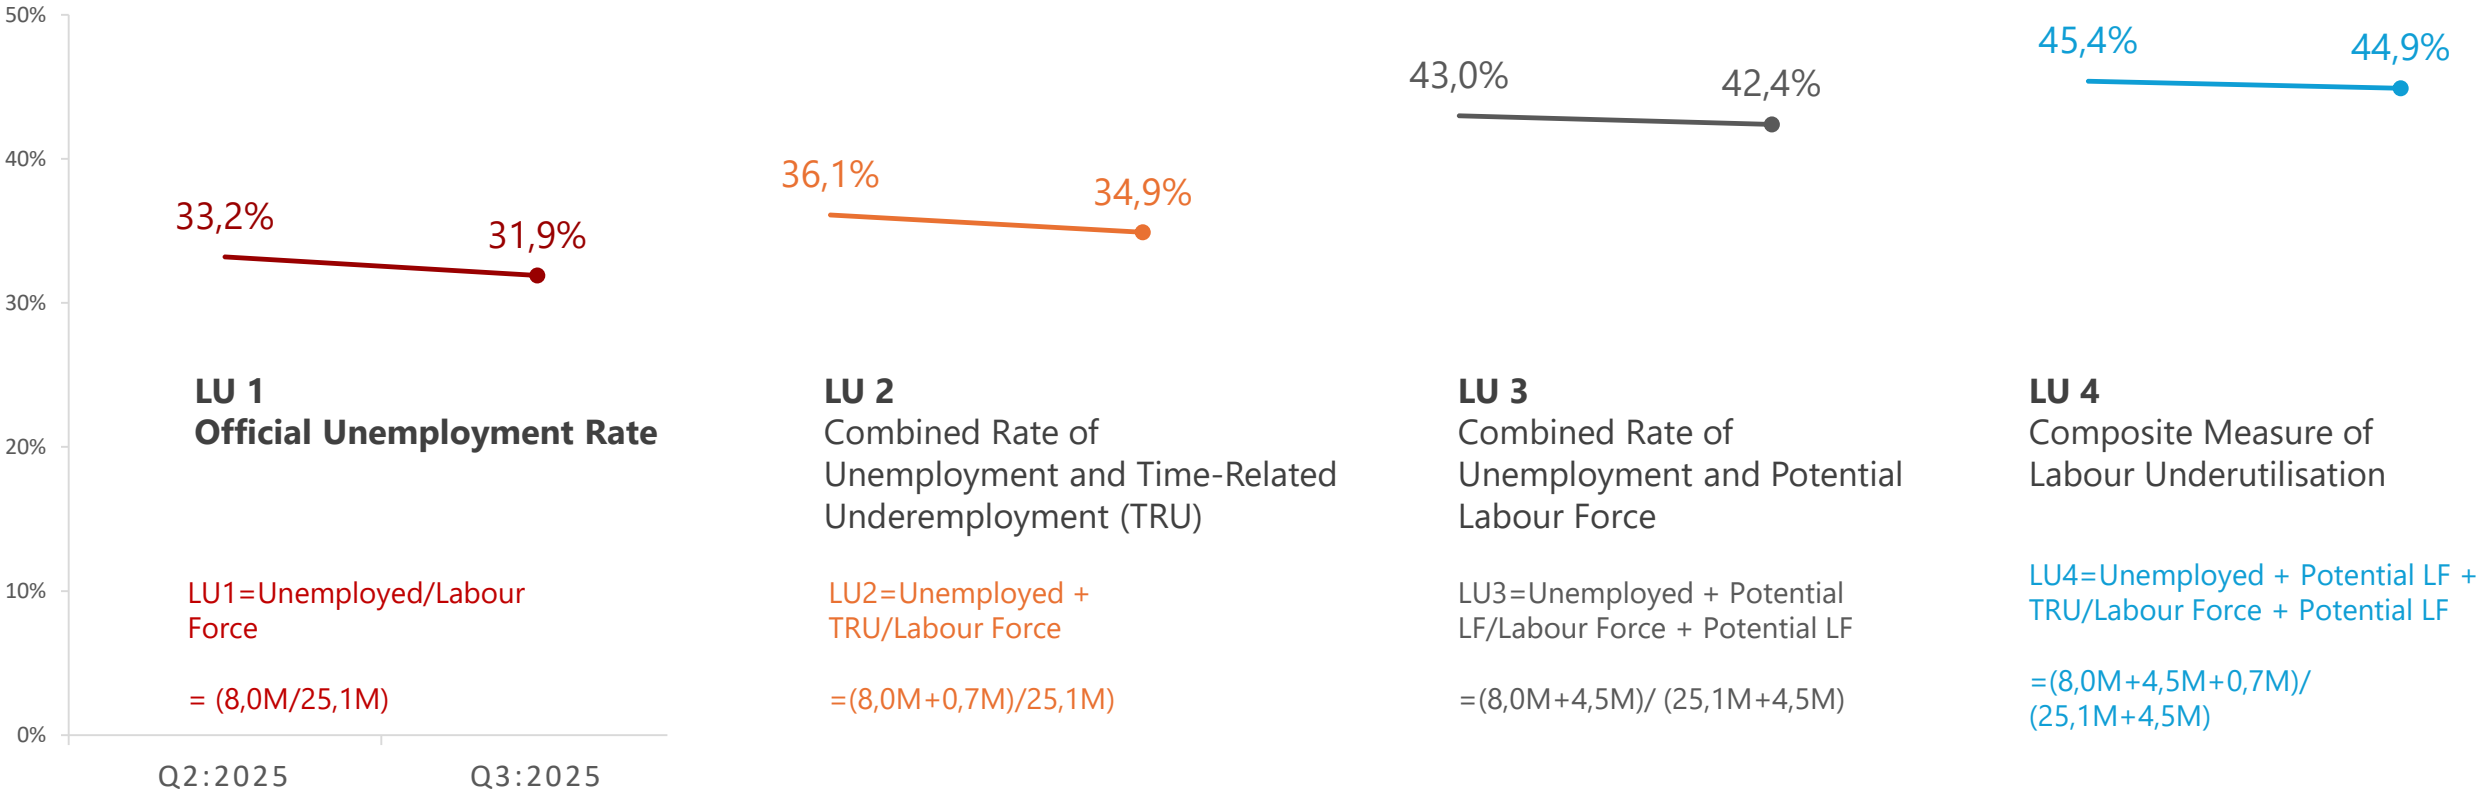 50%
40%
30%
20%
10%
0%
Q2:2025
Q3:2025
33,2%
31,9%
LU 1
Official Unemployment Rate
LU1=Unemployed/Labour
Force
= (8,0M/25,1M)
36,1%
34,9%
LU 2
Combined Rate of
Unemployment and Time-Related
Underemployment (TRU)
LU2=Unemployed +
TRU/Labour Force
=(8,0M+0,7M)/25,1M)
43,0%
42,4%
LU 3
Combined Rate of
Unemployment and Potential
Labour Force
LU3=Unemployed + Potential
LF/Labour Force + Potential LF
=(8,0M+4,5M)/ (25,1M+4,5M)
45,4%
44,9%
LU 4
Composite Measure of
Labour Underutilisation
LU4=Unemployed + Potential LF +
TRU/Labour Force + Potential LF
=(8,0M+4,5M+0,7M)/
(25,1M+4,5M)